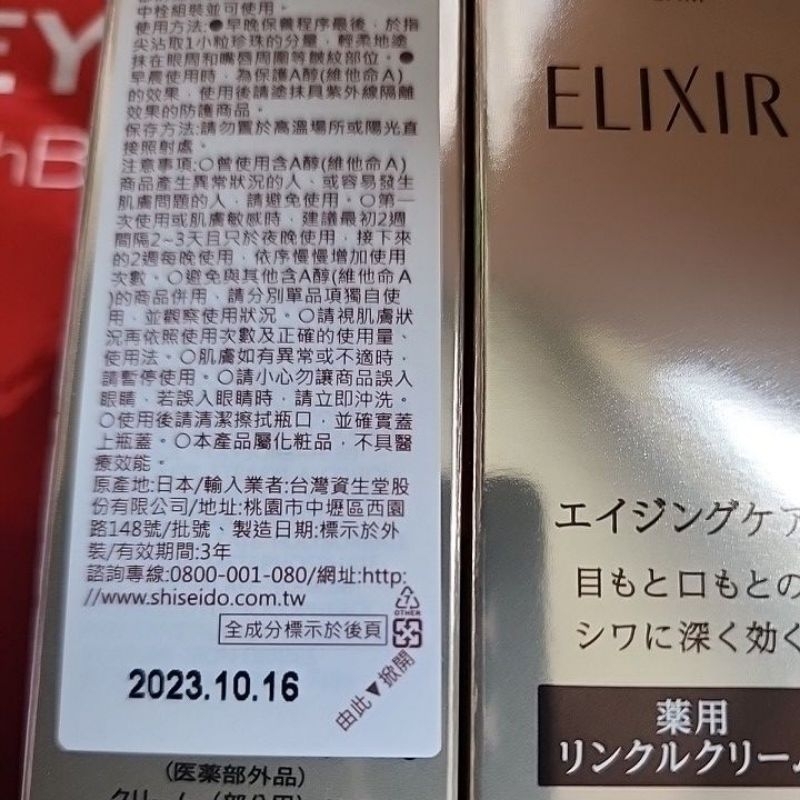 中栓組裝並可使用。
使用方法:●早晚保養程序最後，於指
尖沾取1小粒珍珠的分量，輕柔地塗
抹在眼周和嘴唇周圍等皺紋部位。●
早晨使用時，為保護A醇(維他命A)
的效果，使用後請塗抹具紫外線隔離
效果的防護商品。
保存方法:請勿置於高溫場所或陽光直
接照射處。
注意事項:○曾使用含A醇(維他命A)
商品產生異常狀況的人、或容易發生
肌膚問題的人，請避免使用。○第一
次使用或肌膚敏感時，建議最初2週
間隔2~3天且只於夜晚使用，接下來
的2週每晚使用，依序慢慢增加使用
次數。○避免與其他含A醇(維他命A
)的商品併用，請分別單品項獨自使
用，並觀察使用狀況。○請視肌膚狀
況再依照使用次數及正確的使用量、
使用法。○肌膚如有異常或不適時，
請暫停使用。○請小心勿讓商品誤入
眼睛，若誤入眼睛時，請立即沖洗。
○使用後請清潔擦拭瓶口，並確實蓋
上瓶蓋。○本產品屬化粧品，不具醫
療效能。
原產地:日本/輸入業者:台灣資生堂股
份有限公司/地址:桃園市中壢區西園
路148號/批號、製造日期:標示於外
裝/有效期間:3年
諮詢專線:0800-001-080/網址:http:
//www.shiseido.com.tw
7
OTHER
全成分標示於後頁
2023.10.16
由此▼掀開
(医薬部外品)
クリーム(部分用)
ELIXIR
エイジングケア
目もと口もとの
シワに深く効く
薬用
リンクルクリーム
EY
hB